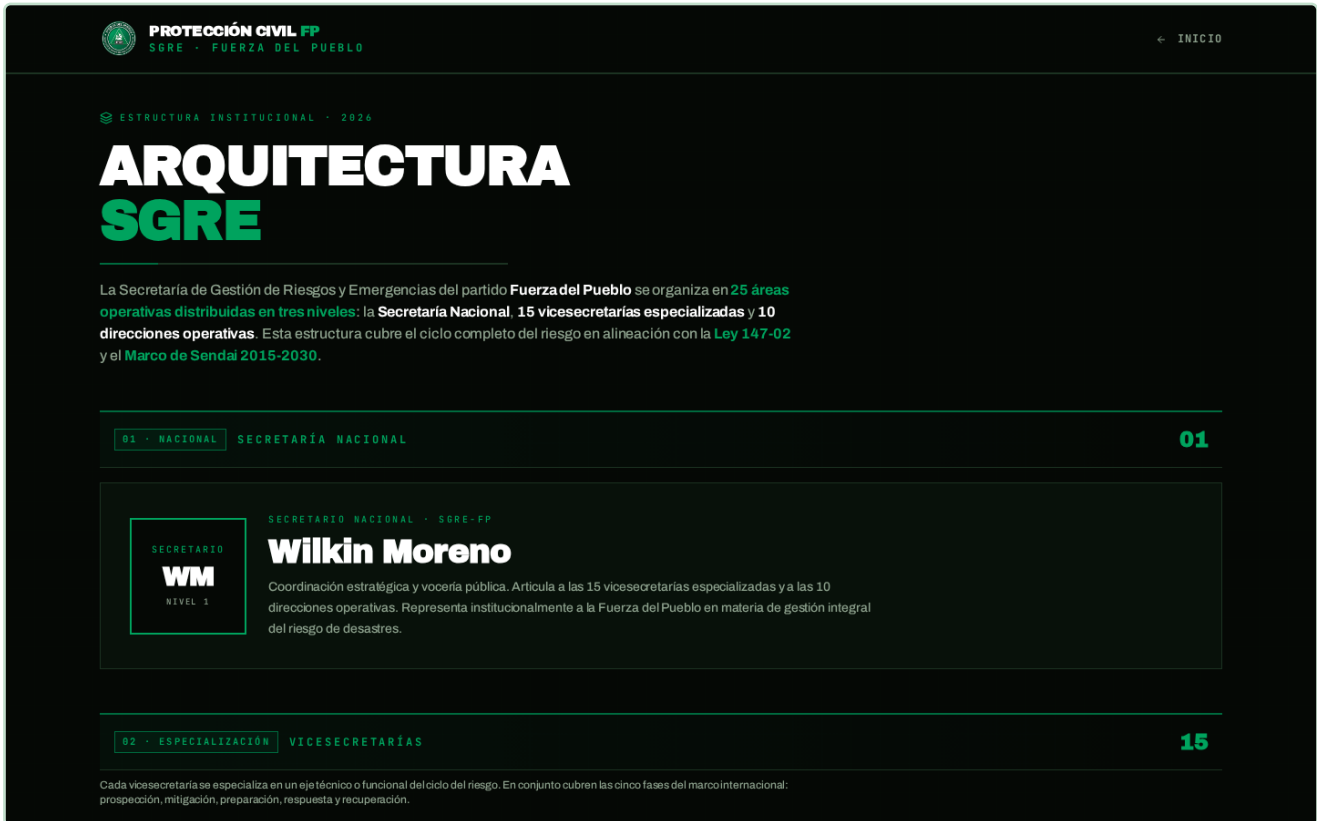 PROTECCIÓN CIVIL FP
SGRE · FUERZA DEL PUEBLO
← INICIO
ESTRUCTURA INSTITUCIONAL · 2026
ARQUITECTURA
SGRE
La Secretaría de Gestión de Riesgos y Emergencias del partido Fuerza del Pueblo se organiza en 25 áreas
operativas distribuidas en tres niveles: la Secretaría Nacional, 15 vicesecretarías especializadas y 10
direcciones operativas. Esta estructura cubre el ciclo completo del riesgo en alineación con la Ley 147-02
y el Marco de Sendai 2015-2030.
01 · NACIONAL SECRETARÍA NACIONAL 01
SECRETARIO
WM
NIVEL 1
SECRETARIO NACIONAL · SGRE-FP
Wilkin Moreno
Coordinación estratégica y vocería pública. Articula a las 15 vicesecretarías especializadas y a las 10
direcciones operativas. Representa institucionalmente a la Fuerza del Pueblo en materia de gestión integral
del riesgo de desastres.
02 · ESPECIALIZACIÓN VICESECRETARÍAS 15
Cada vicesecretaría se especializa en un eje técnico o funcional del ciclo del riesgo. En conjunto cubren las cinco fases del marco internacional:
prospección, mitigación, preparación, respuesta y recuperación.